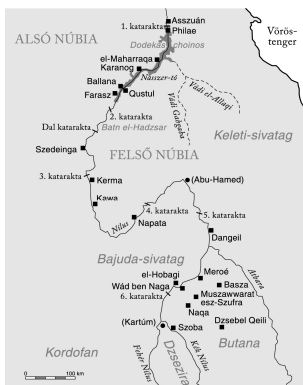 Asszuán
1. katarakta
Philae
ALSÓ NÚBIA
Dodekaschoinos
Vörös-
tenger
el-Maharraqa
Karanog
Nasszer-tó
Ballana
Farasz
Qustul
Vádi el-Allaqi
Vádi Gabgaba
2. katarakta
Batn el-Hadzsar
Dal katarakta
Keleti-sivatag
Szedeinga
FELSŐ NÚBIA
3. katarakta
Kerma
(Abu-Hamed)
Kawa
4. katarakta
5. katarakta
Nílus
Napata
Dangeil
Bajuda-sivatag
el-Hobagi
Meroé
Atbara
Wád ben Naga
Basza
6. katarakta
Muszawwarat
esz-Szufra
Naqa
(Kartúm)
Szoba
Dzsebel Qeili
Kordofan
Fehér Nílus
Dzsezíra
Kék Nílus
Butana
0
100 km